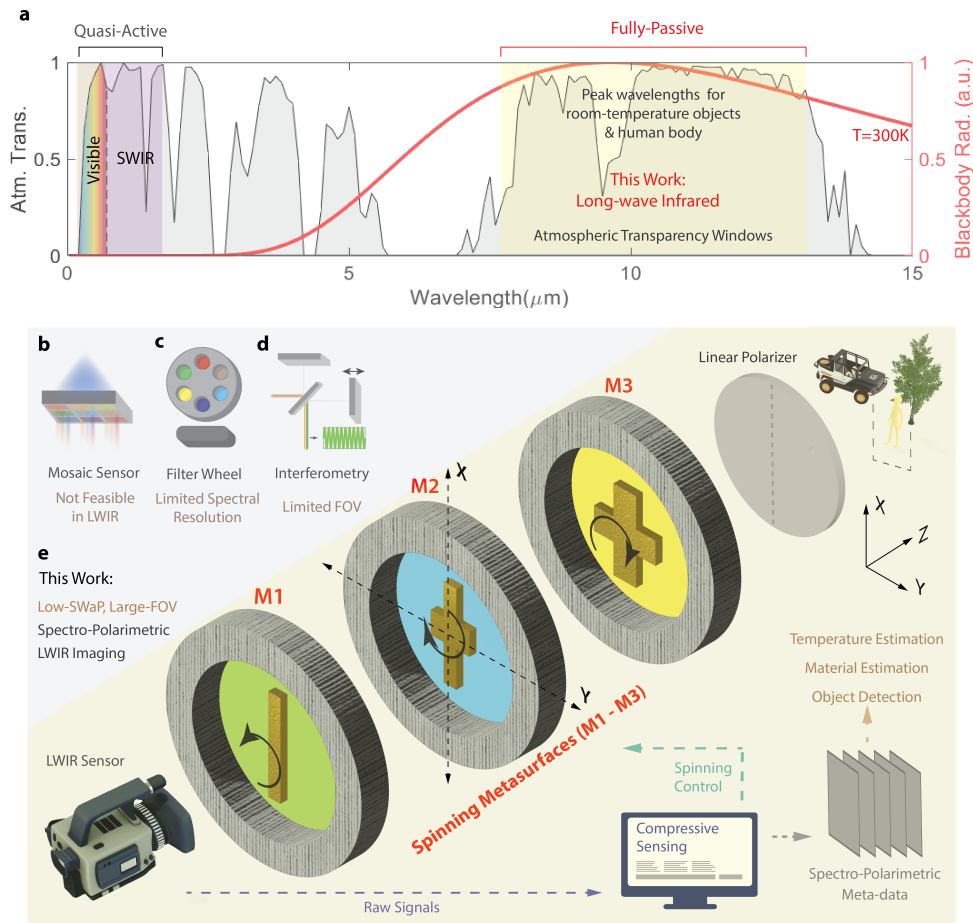 a
Quasi-Active
Fully-Passive
1
0.5
0
Atm. Trans.
Visible
SWIR
Peak wavelengths for
room-temperature objects
& human body
This Work:
Long-wave Infrared
Atmospheric Transparency Windows
T=300K
1
0.5
0
Blackbody Rad. (a.u.)
0
5
10
15
Wavelength(μm)
b
c
d
Mosaic Sensor
Not Feasible
in LWIR
Filter Wheel
Limited Spectral
Resolution
Interferometry
Limited FOV
e
This Work:
Low-SWaP, Large-FOV
Spectro-Polarimetric
LWIR Imaging
M1
M2
M3
X
Y
Linear Polarizer
X
Z
Y
Spinning Metasurfaces (M1 - M3)
LWIR Sensor
Raw Signals
Compressive
Sensing
Spinning
Control
Temperature Estimation
Material Estimation
Object Detection
Spectro-Polarimetric
Meta-data